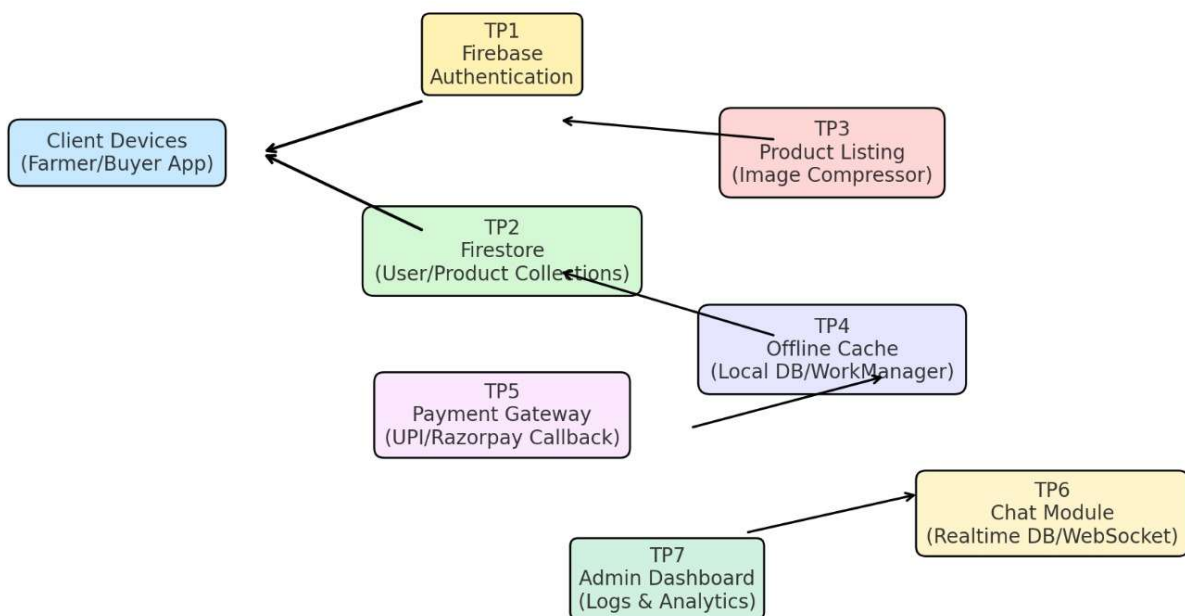 TP1
Firebase
Authentication
Client Devices
(Farmer/Buyer App)
TP3
Product Listing
(Image Compressor)
TP2
Firestore
(User/Product Collections)
TP4
Offline Cache
(Local DB/WorkManager)
TP5
Payment Gateway
(UPI/Razorpay Callback)
TP6
Chat Module
(Realtime DB/WebSocket)
TP7
Admin Dashboard
(Logs & Analytics)